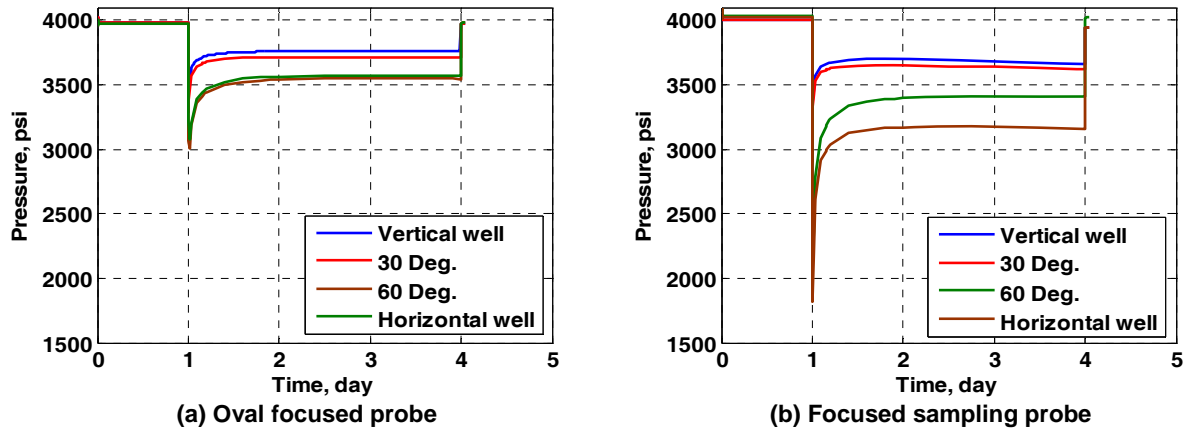 4000
3500
3000
2500
2000
1500
Pressure, psi
0 1 2 3 4 5
Time, day
Vertical well
30 Deg.
60 Deg.
Horizontal well
(a) Oval focused probe
4000
3500
3000
2500
2000
1500
Pressure, psi
0 1 2 3 4 5
Time, day
Vertical well
30 Deg.
60 Deg.
Horizontal well
(b) Focused sampling probe